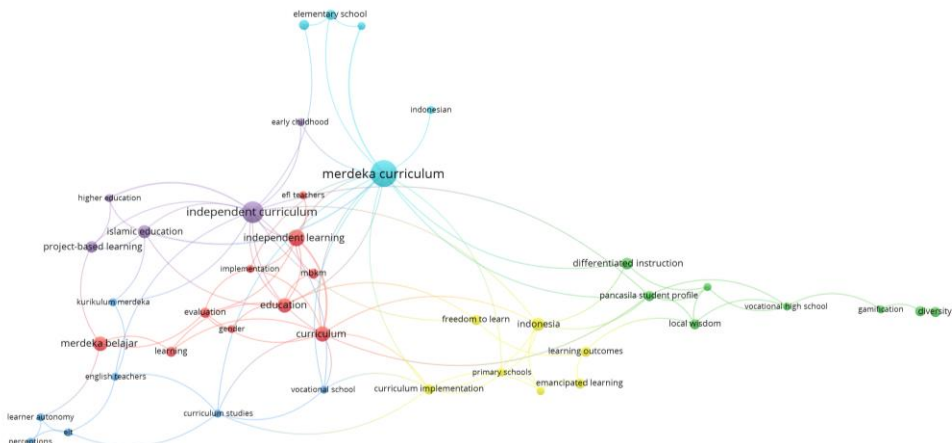 elementary school
indonesian
early childhood
merdeka curriculum
higher education
efl teachers
independent curriculum
islamic education
independent learning
project-based learning
differentiated instruction
implementation
mbkm
pancasila student profile
kurikulum merdeka
education
vocational high school
evaluation
gamification
diversity
freedom to learn
indonesia
local wisdom
gender
curriculum
merdeka belajar
learning
learning outcomes
primary schools
english teachers
emancipated learning
vocational school
curriculum implementation
learner autonomy
curriculum studies
elt
perceptions